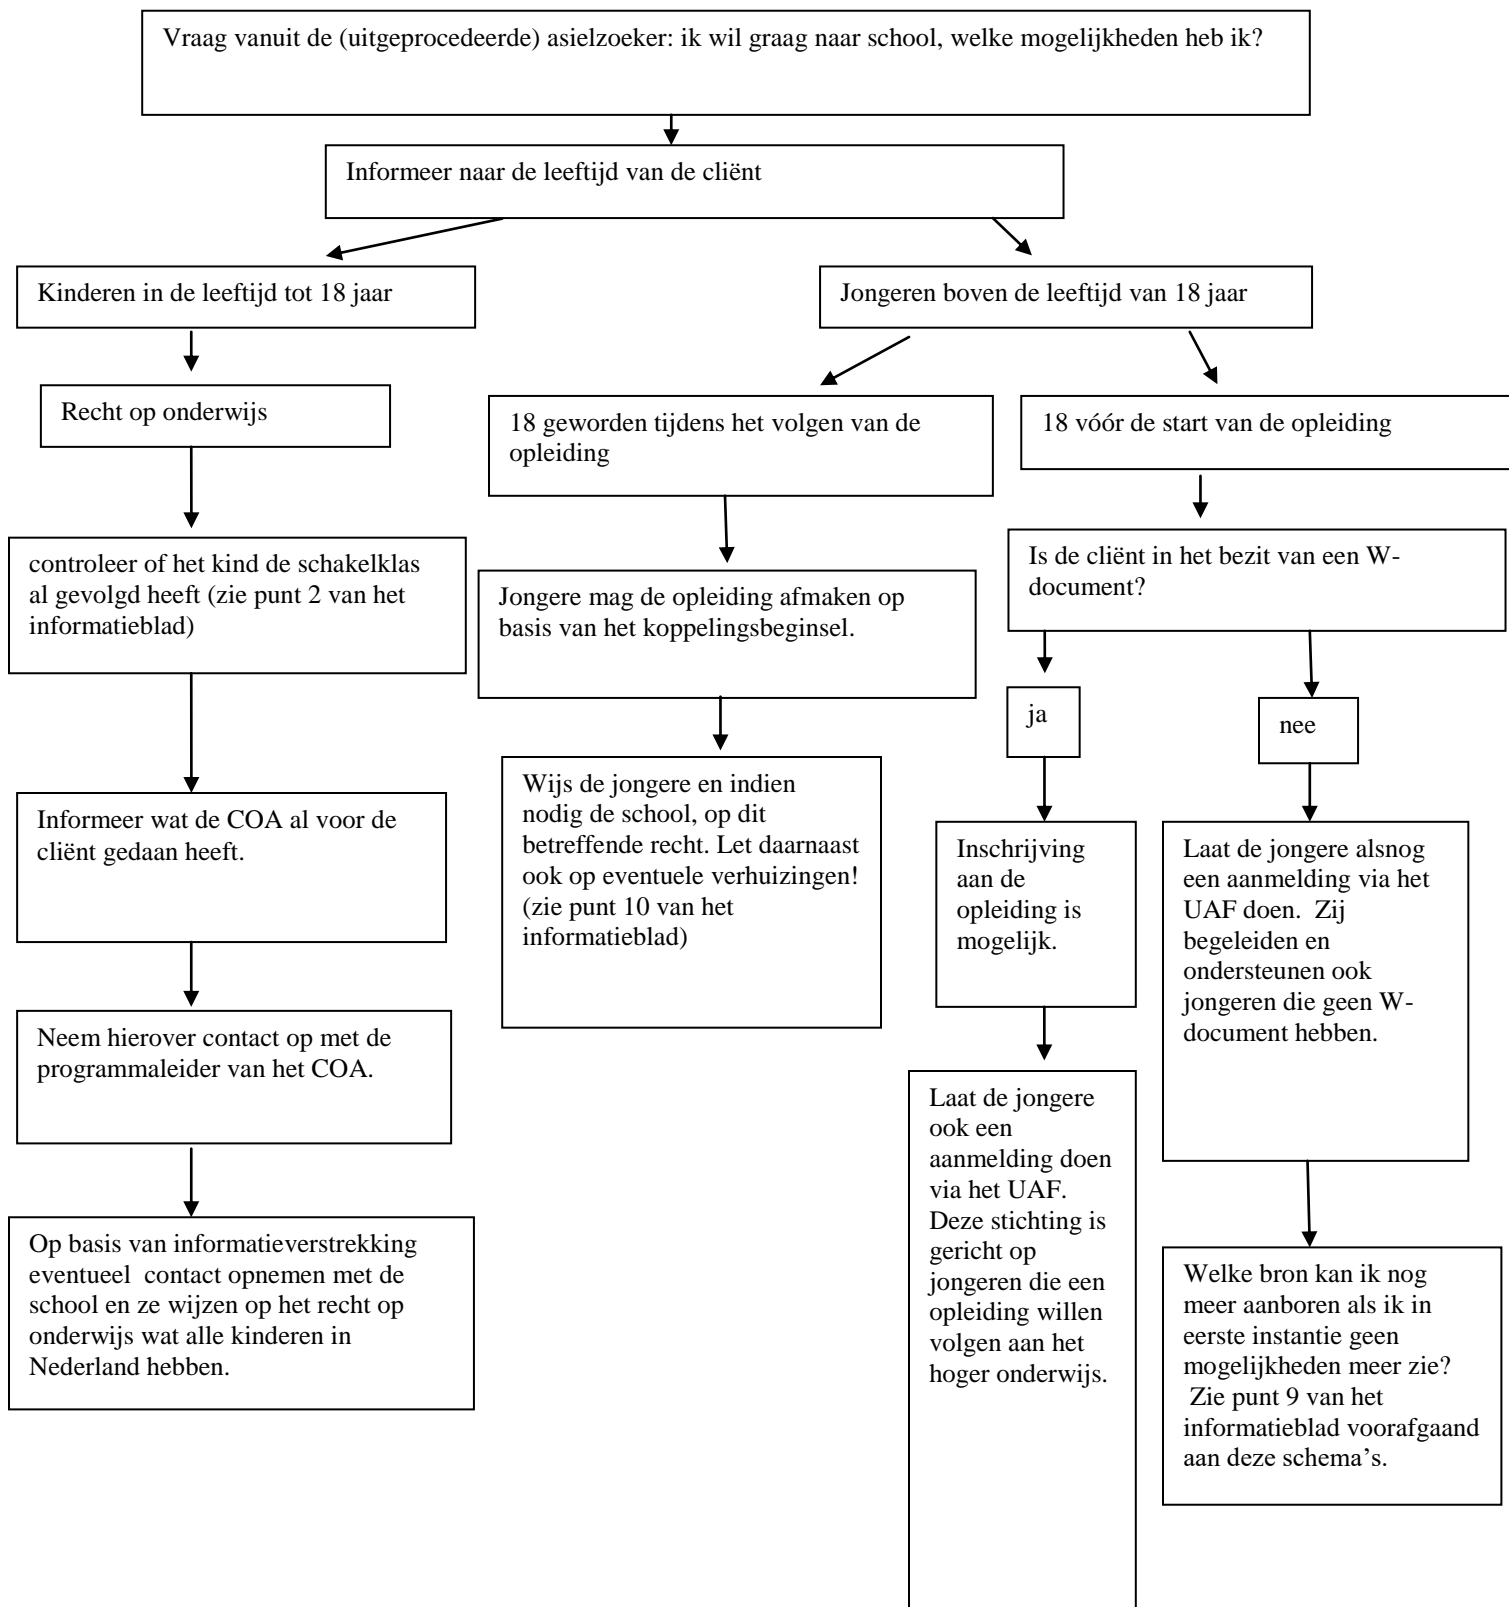 Vraag vanuit de (uitgeprocedeerde) asielzoeker: ik wil graag naar school, welke mogelijkheden heb ik?
Informeer naar de leeftijd van de cliënt
Kinderen in de leeftijd tot 18 jaar
Jongeren boven de leeftijd van 18 jaar
Recht op onderwijs
18 geworden tijdens het volgen van de
opleiding
18 vóór de start van de opleiding
controleer of het kind de schakelklas
al gevolgd heeft (zie punt 2 van het
informatieblad)
Jongere mag de opleiding afmaken op
basis van het koppelingsbeginsel.
Is de cliënt in het bezit van een W-
document?
ja
nee
Informeer wat de COA al voor de
cliënt gedaan heeft.
Wijs de jongere en indien
nodig de school, op dit
betreffende recht. Let daarnaast
ook op eventuele verhuizingen!
(zie punt 10 van het
informatieblad)
Inschrijving
aan de
opleiding is
mogelijk.
Laat de jongere alsnog
een aanmelding via het
UAF doen.  Zij
begeleiden en
ondersteunen ook
jongeren die geen W-
document hebben.
Neem hierover contact op met de
programmaleider van het COA.
Laat de jongere
ook een
aanmelding doen
via het UAF.
Deze stichting is
gericht op
jongeren die een
opleiding willen
volgen aan het
hoger onderwijs.
Op basis van informatieverstrekking
eventueel  contact opnemen met de
school en ze wijzen op het recht op
onderwijs wat alle kinderen in
Nederland hebben.
Welke bron kan ik nog
meer aanboren als ik in
eerste instantie geen
mogelijkheden meer zie?
Zie punt 9 van het
informatieblad voorafgaand
aan deze schema’s.